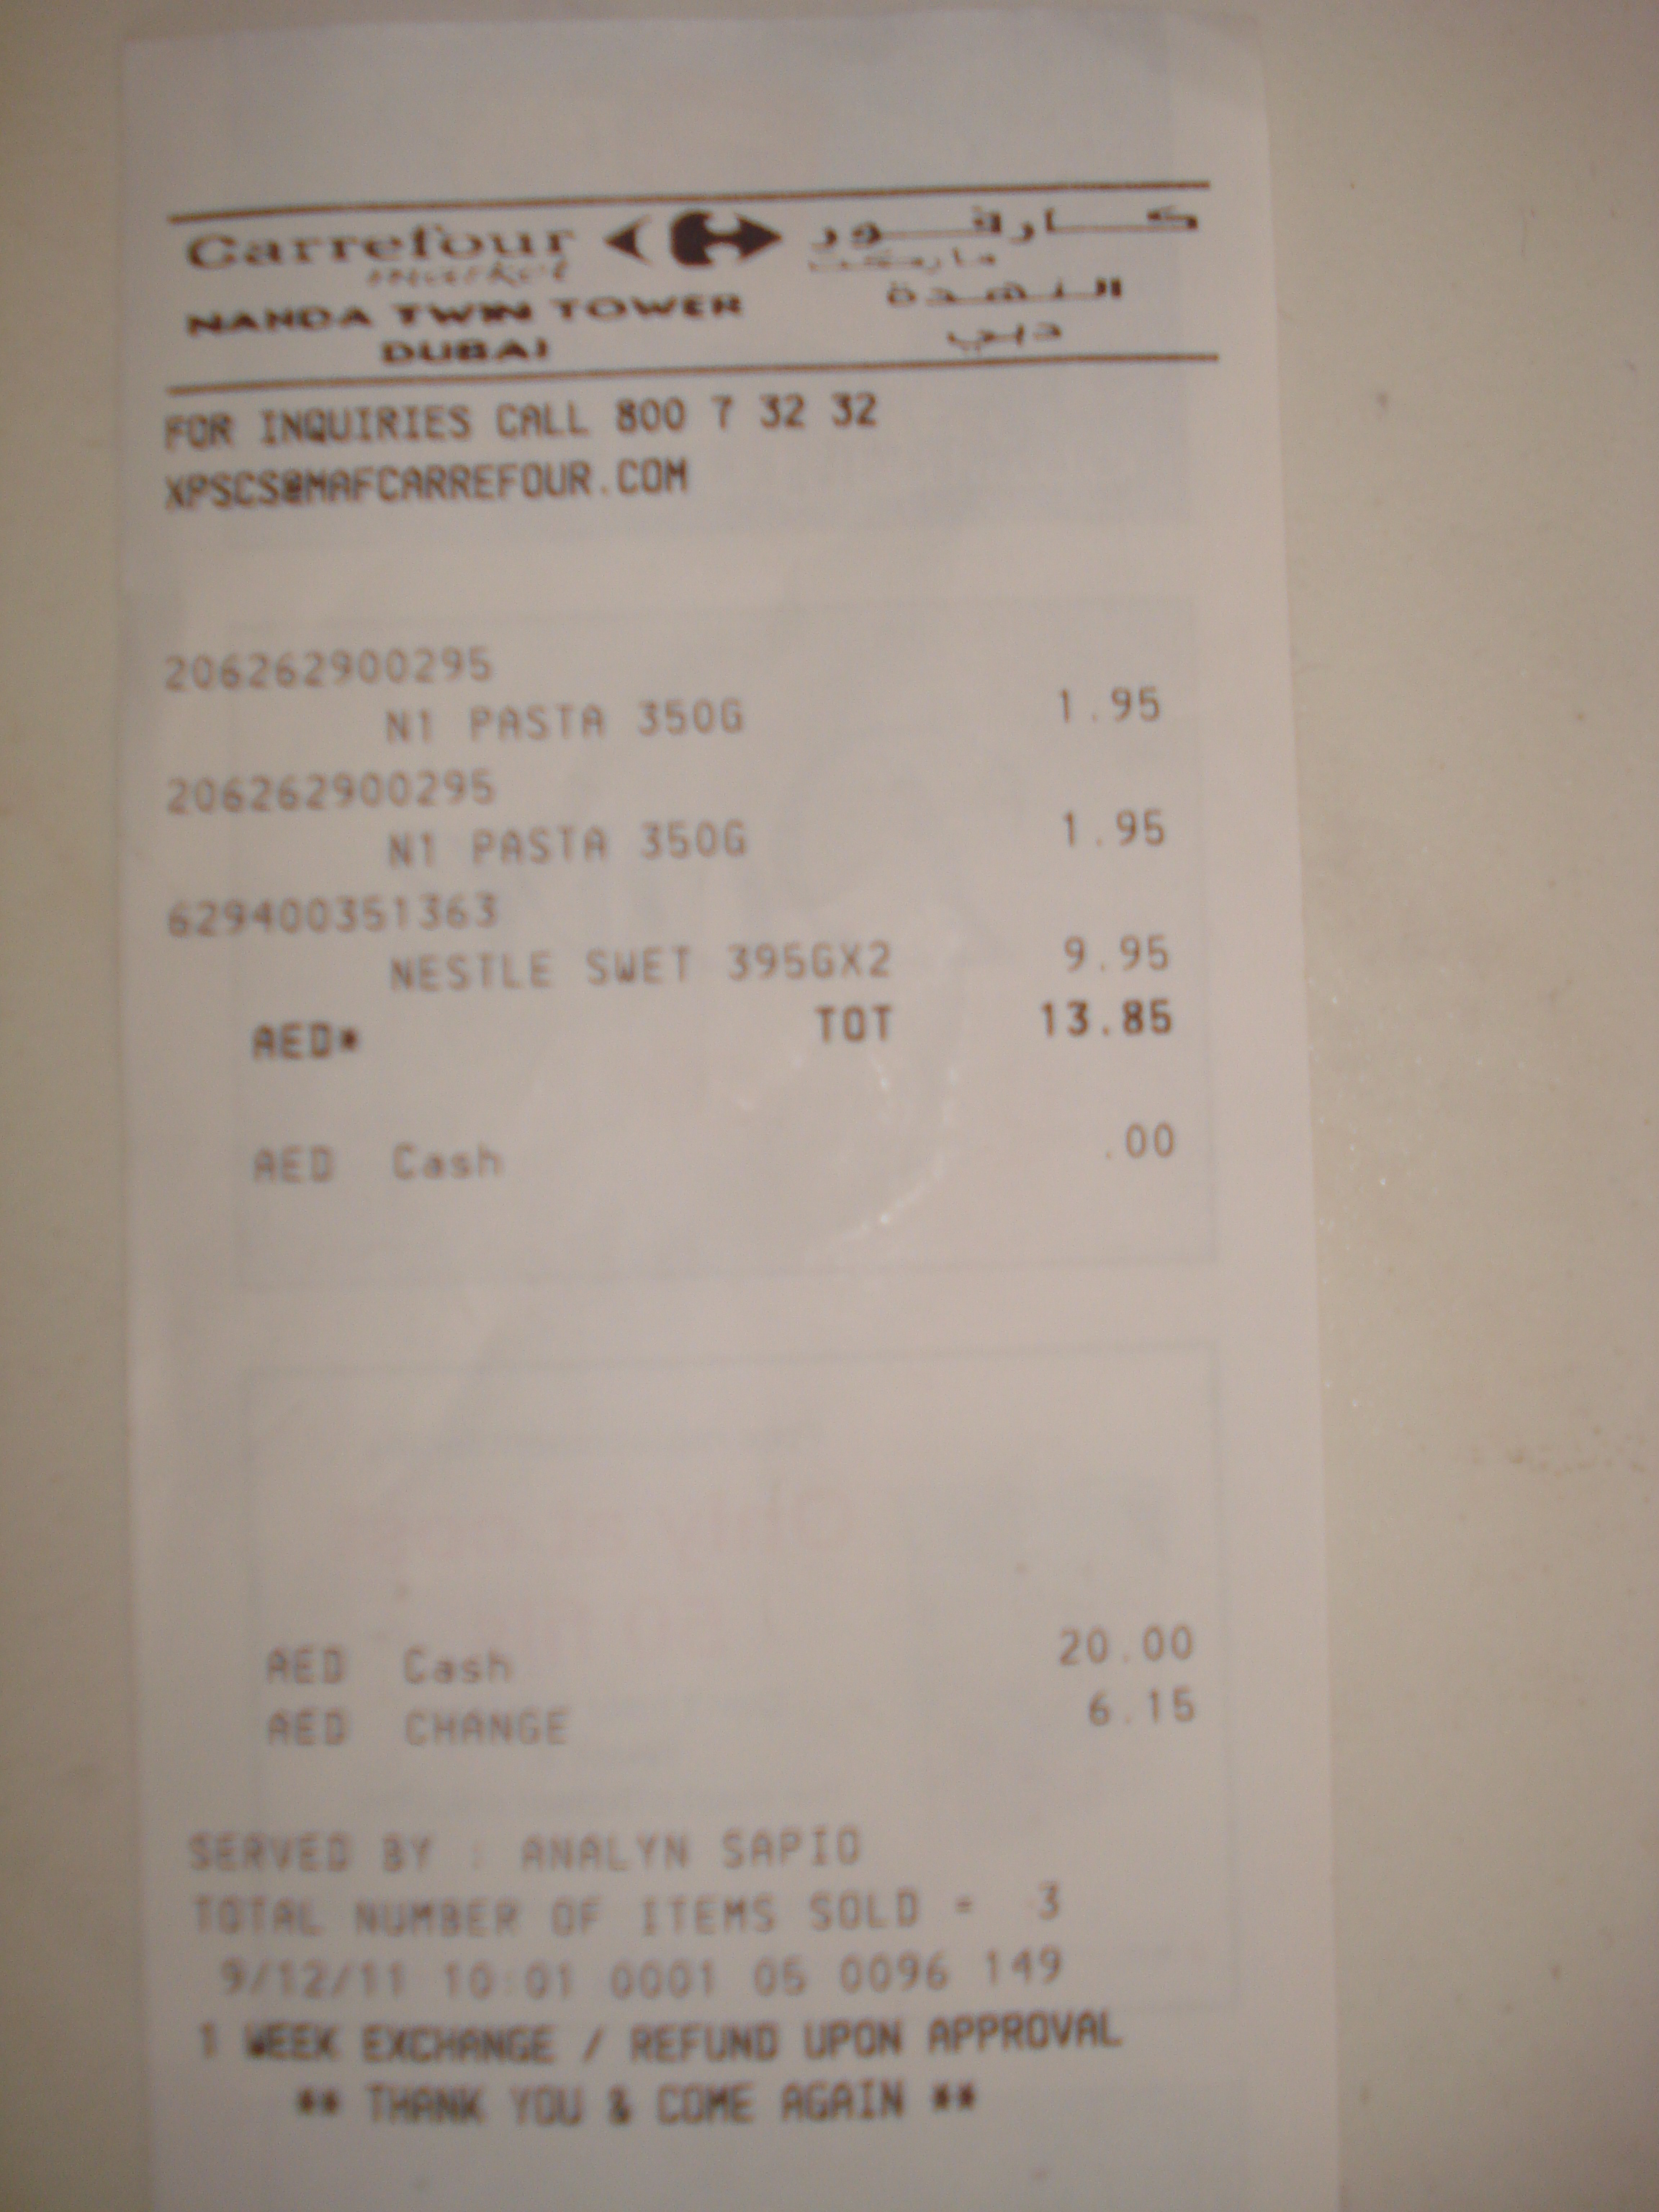 Carrefour كارفور
market ماركت
NAHDA TWIN TOWER النهدة
DUBAI دبي
FOR INQUIRIES CALL 800 7 32 32
XPSCS@MAFCARREFOUR.COM
206262900295
N1 PASTA 350G 1.95
206262900295
N1 PASTA 350G 1.95
629400351363
NESTLE SWET 395GX2 9.95
AED* TOT 13.85
AED Cash .00
AED Cash 20.00
AED CHANGE 6.15
SERVED BY : ANALYN SAPIO
TOTAL NUMBER OF ITEMS SOLD = 3
9/12/11 10:01 0001 05 0096 149
1 WEEK EXCHANGE / REFUND UPON APPROVAL
** THANK YOU & COME AGAIN **